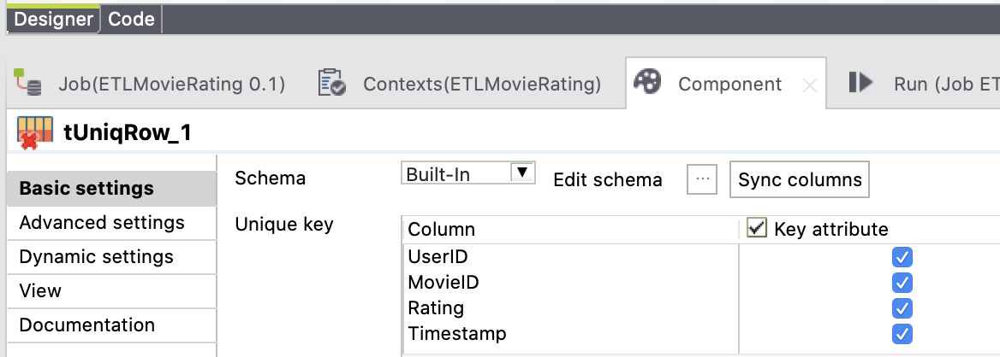 Designer Code
Job(ETLMovieRating 0.1) Contexts(ETLMovieRating) Component Run (Job ET
tUniqRow_1
Schema Built-In Edit schema ... Sync columns
Basic settings
Advanced settings
Unique key
Column Key attribute
Dynamic settings
UserID
View
MovieID
Documentation
Rating
Timestamp